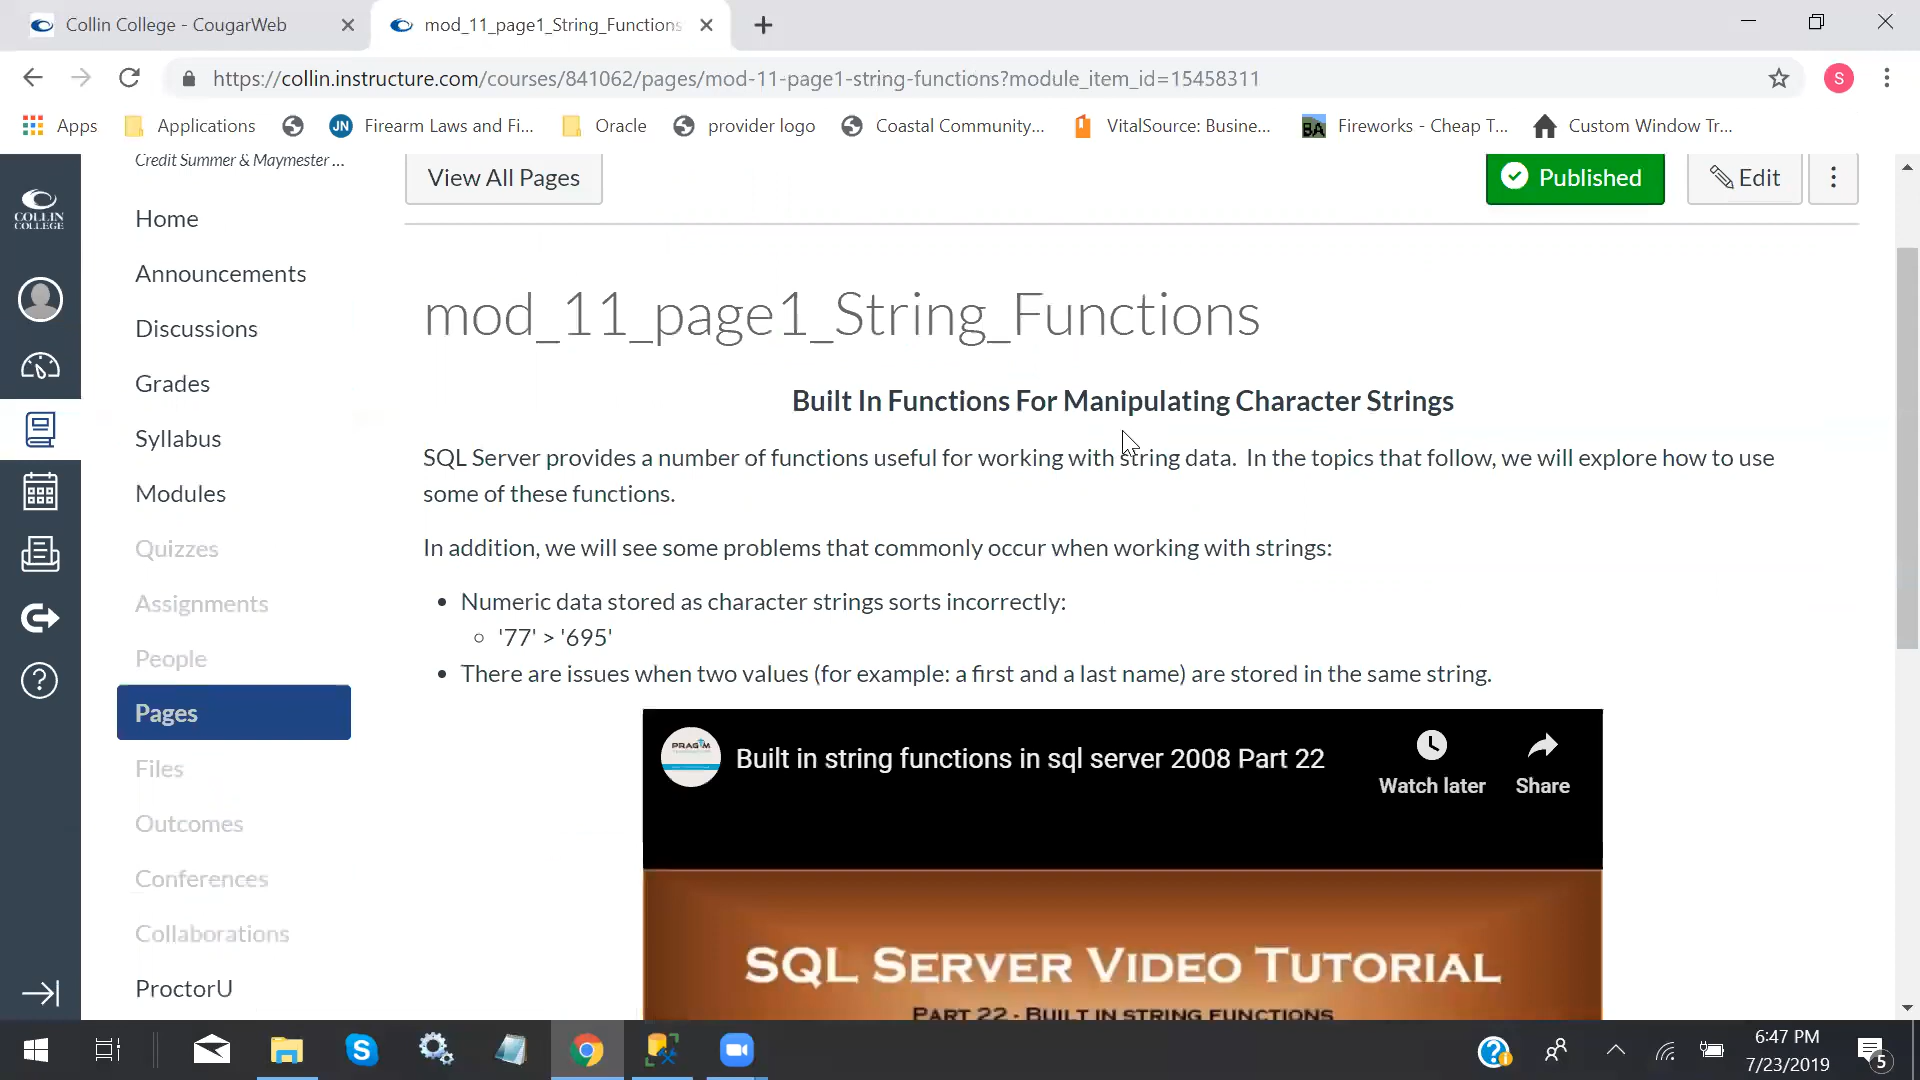 Collin College - CougarWeb
mod_11_page1_String_Functions
https://collin.instructure.com/courses/841062/pages/mod-11-page1-string-functions?module_item_id=15458311
S
Apps
Applications
JN Firearm Laws and Fi...
Oracle
provider logo
Coastal Community...
VitalSource: Busine...
BA Fireworks - Cheap T...
Custom Window Tr...
COLLIN
COLLEGE
Credit Summer & Maymester ...
Home
Announcements
Discussions
Grades
Syllabus
Modules
Quizzes
Assignments
People
Pages
Files
Outcomes
Conferences
Collaborations
ProctorU
View All Pages
Published
Edit
mod_11_page1_String_Functions
Built In Functions For Manipulating Character Strings
SQL Server provides a number of functions useful for working with string data. In the topics that follow, we will explore how to use
some of these functions.
In addition, we will see some problems that commonly occur when working with strings:
Numeric data stored as character strings sorts incorrectly:
'77' > '695'
There are issues when two values (for example: a first and a last name) are stored in the same string.
PRAGIM
Built in string functions in sql server 2008 Part 22
Watch later
Share
SQL SERVER VIDEO TUTORIAL
PART 22 - BUILT IN STRING FUNCTIONS
6:47 PM
7/23/2019
5